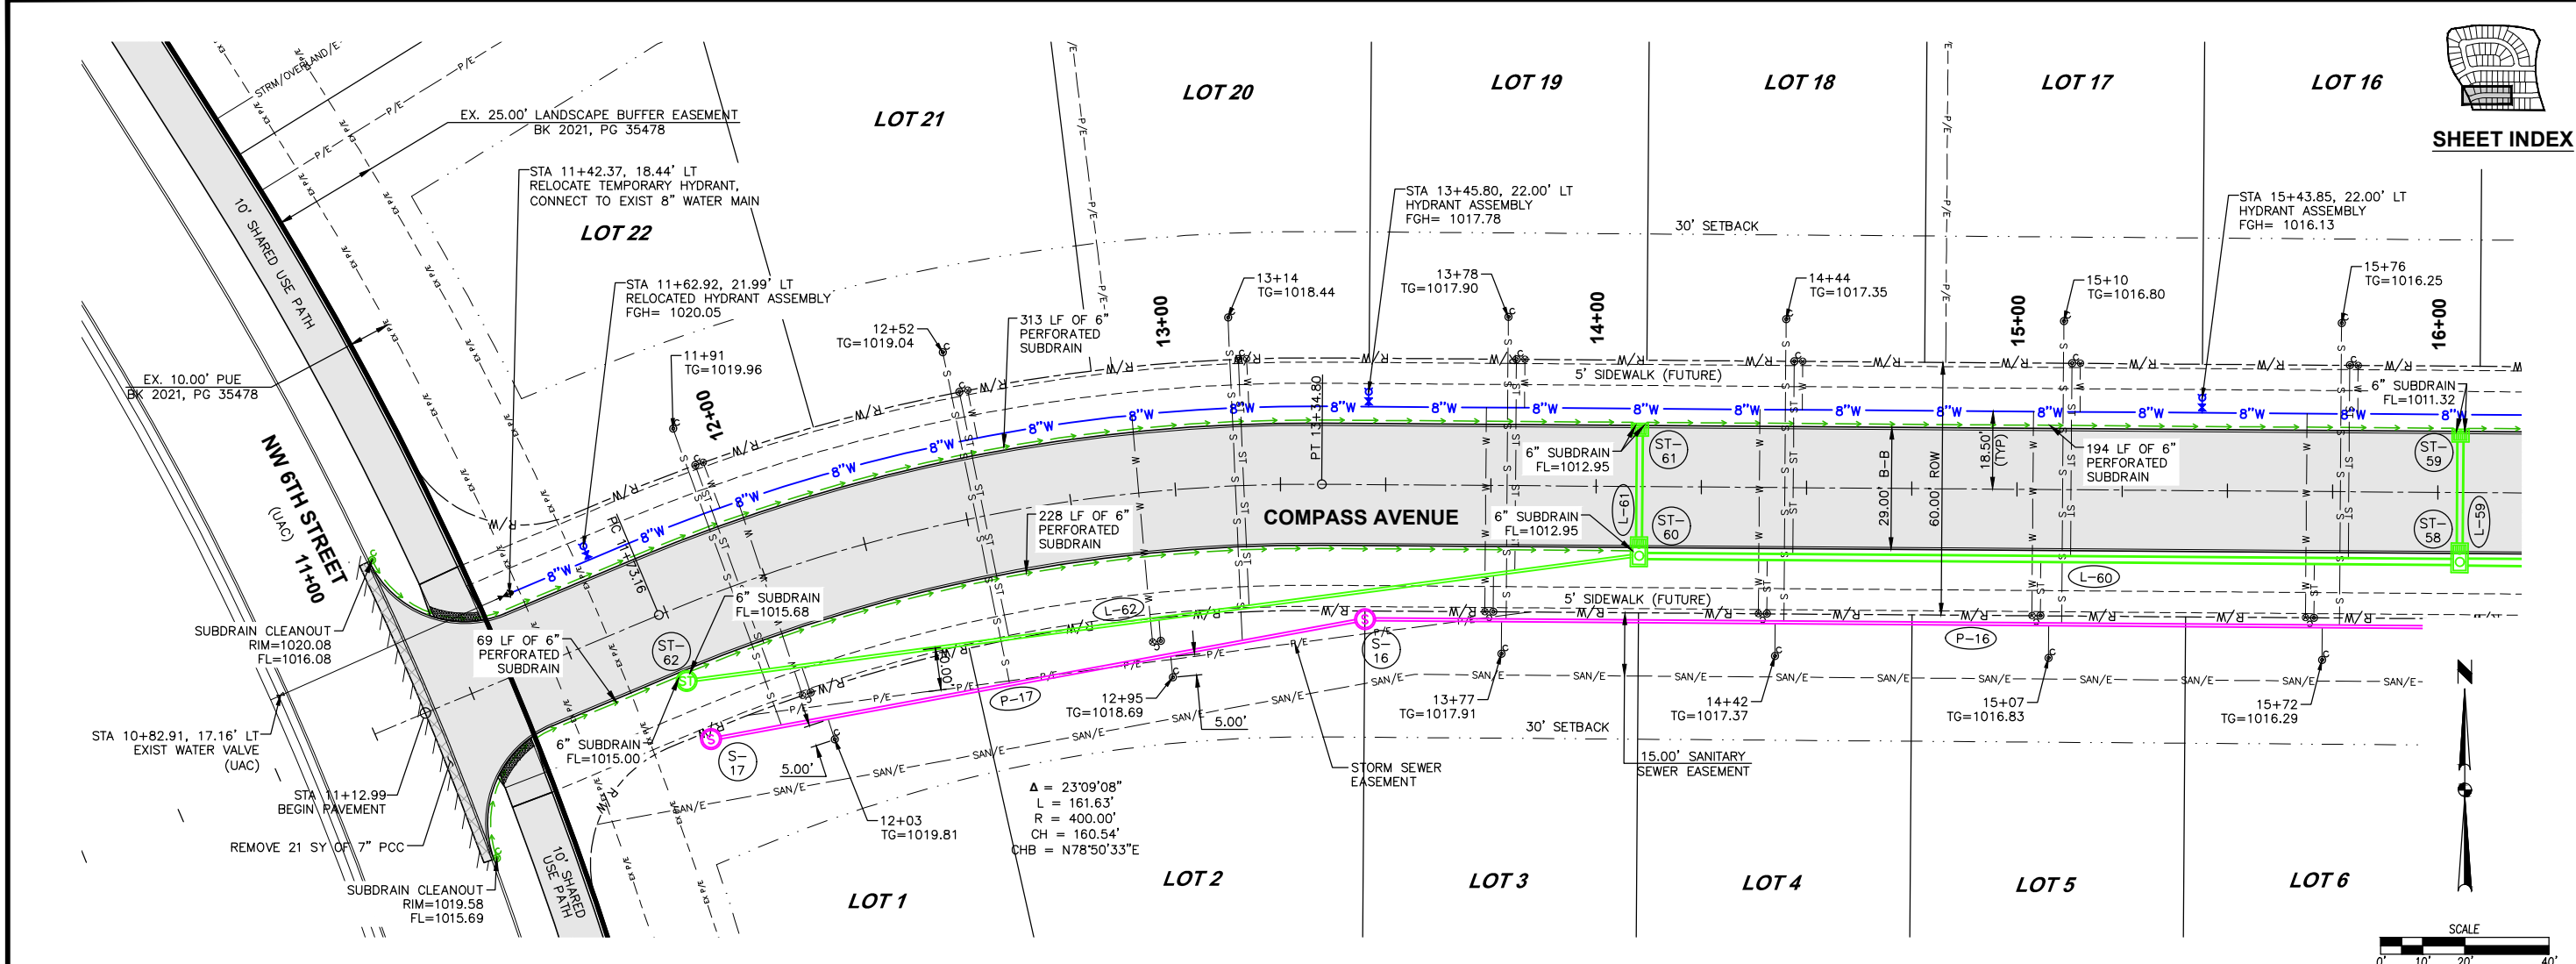 STRM/OVERLAND/E
P/E
EX. 25.00' LANDSCAPE BUFFER EASEMENT
BK 2021, PG 35478
STA 11+42.37, 18.44' LT
RELOCATE TEMPORARY HYDRANT,
CONNECT TO EXIST 8" WATER MAIN
LOT 22
LOT 21
LOT 20
LOT 19
LOT 18
LOT 17
LOT 16
SHEET INDEX
STA 11+62.92, 21.99' LT
RELOCATED HYDRANT ASSEMBLY
FGH= 1020.05
STA 13+45.80, 22.00' LT
HYDRANT ASSEMBLY
FGH= 1017.78
STA 15+43.85, 22.00' LT
HYDRANT ASSEMBLY
FGH= 1016.13
30' SETBACK
10' SHARED USE PATH
EX. 10.00' PUE
BK 2021, PG 35478
11+91
TG=1019.96
12+52
TG=1019.04
313 LF OF 6"
PERFORATED
SUBDRAIN
13+14
TG=1018.44
13+78
TG=1017.90
14+44
TG=1017.35
15+10
TG=1016.80
15+76
TG=1016.25
12+00
13+00
14+00
15+00
16+00
5' SIDEWALK (FUTURE)
R/W
8"W
PT 13+34.80
6" SUBDRAIN
FL=1012.95
ST-
61
L-61
6" SUBDRAIN
FL=1012.95
ST-
60
29.00' B-B
60.00' ROW
18.50'
(TYP)
194 LF OF 6"
PERFORATED
SUBDRAIN
6" SUBDRAIN
FL=1011.32
ST-
59
ST-
58
L-59
COMPASS AVENUE
228 LF OF 6"
PERFORATED
SUBDRAIN
NW 6TH STREET
(UAC)
11+00
PC 11+73.16
6" SUBDRAIN
FL=1015.68
69 LF OF 6"
PERFORATED
SUBDRAIN
ST-
62
ST
L-62
L-60
5' SIDEWALK (FUTURE)
SUBDRAIN CLEANOUT
RIM=1020.08
FL=1016.08
STA 10+82.91, 17.16' LT
EXIST WATER VALVE
(UAC)
STA 11+12.99
BEGIN PAVEMENT
REMOVE 21 SY OF 7" PCC
SUBDRAIN CLEANOUT
RIM=1019.58
FL=1015.69
10' SHARED
USE PATH
6" SUBDRAIN
FL=1015.00
S
S-
17
P-17
5.00'
12+03
TG=1019.81
12+95
TG=1018.69
5.00'
S
S-
16
P-16
13+77
TG=1017.91
14+42
TG=1017.37
15+07
TG=1016.83
15+72
TG=1016.29
SAN/E
30' SETBACK
STORM SEWER
EASEMENT
15.00' SANITARY
SEWER EASEMENT
Δ = 23°09'08"
L = 161.63'
R = 400.00'
CH = 160.54'
CHB = N78°50'33"E
LOT 1
LOT 2
LOT 3
LOT 4
LOT 5
LOT 6
N
SCALE
0' 10' 20' 40'